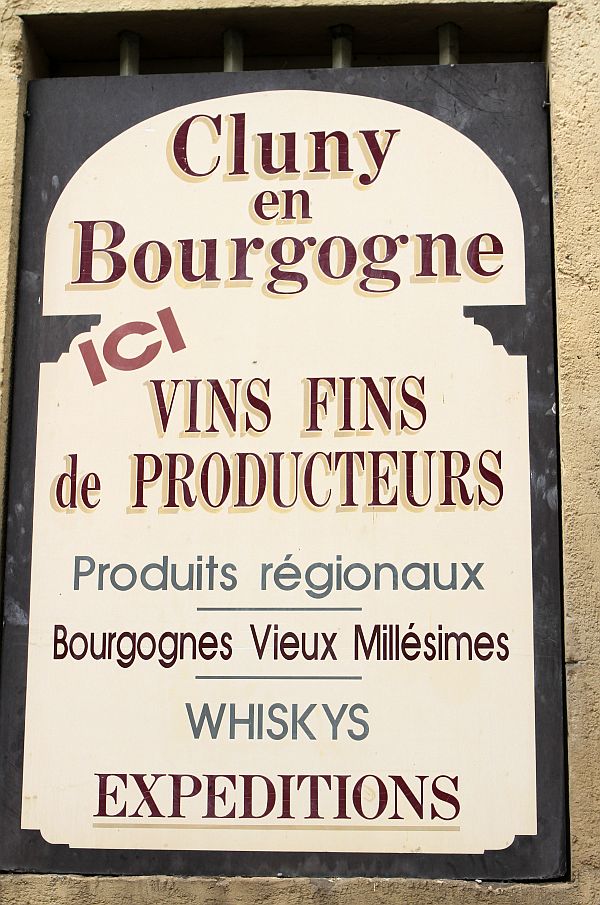 Cluny
en
Bourgogne
ICI
VINS FINS
de PRODUCTEURS
Produits régionaux
Bourgognes Vieux Millésimes
WHISKYS
EXPEDITIONS